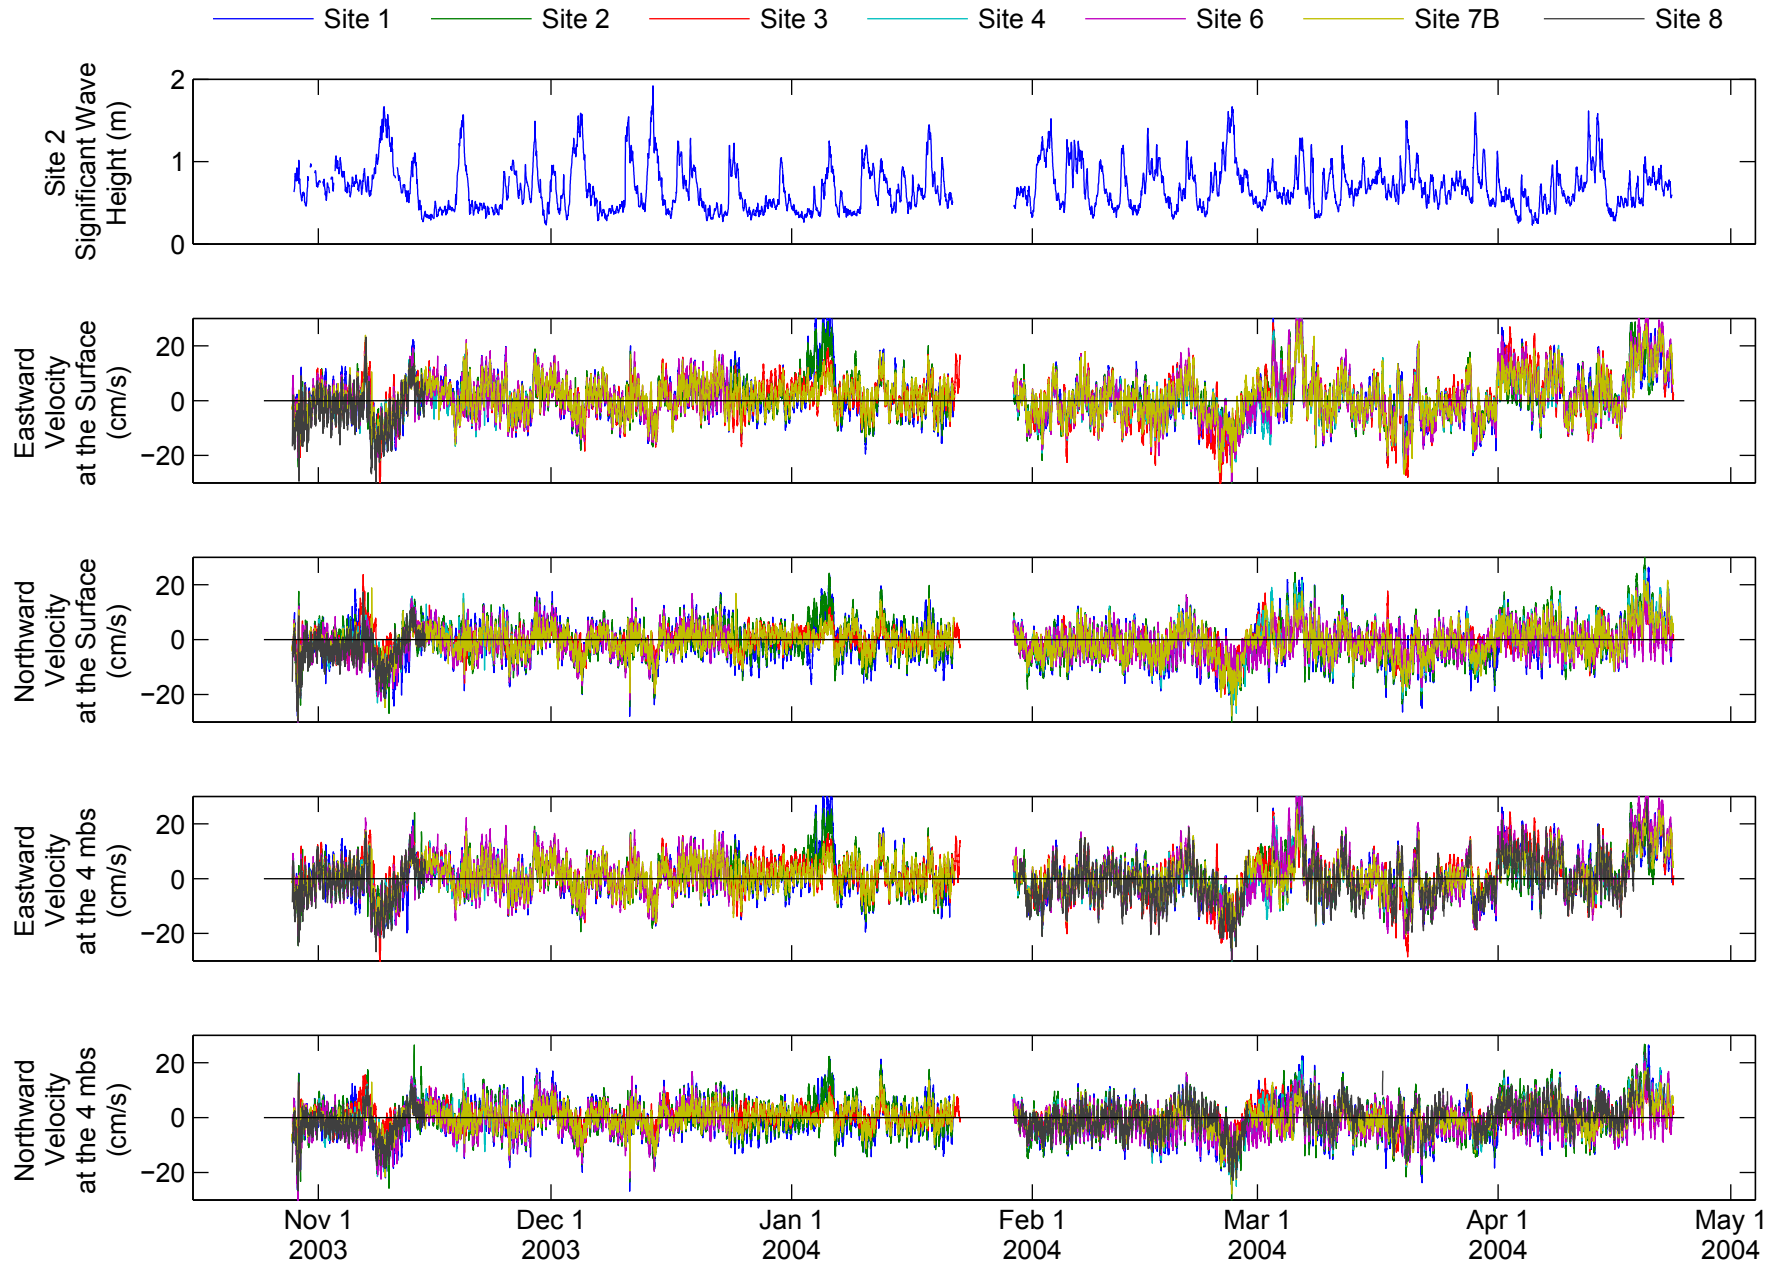 Site 1 Site 2 Site 3 Site 4 Site 6 Site 7B Site 8
Site 2
Significant Wave
Height (m)
2
1
0
Eastward
Velocity
at the Surface
(cm/s)
20
0
−20
Northward
Velocity
at the Surface
(cm/s)
20
0
−20
Eastward
Velocity
at the 4 mbs
(cm/s)
20
0
−20
Northward
Velocity
at the 4 mbs
(cm/s)
20
0
−20
Nov 1 Dec 1 Jan 1 Feb 1 Mar 1 Apr 1 May 1
2003 2003 2004 2004 2004 2004 2004